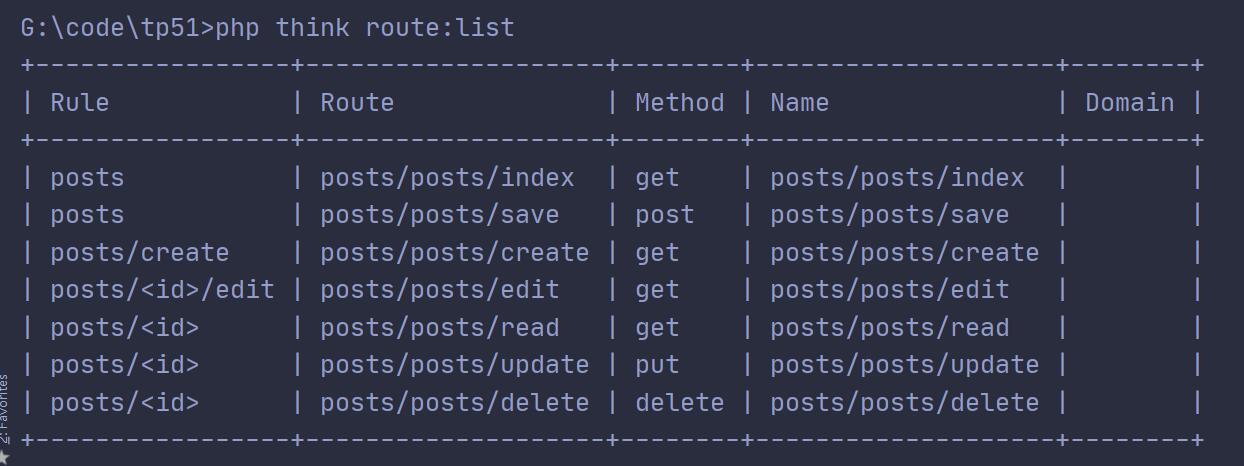 G:\code\tp51>php think route:list
+-----------------+--------------------+--------+--------------------+--------+
| Rule            | Route              | Method | Name               | Domain |
+-----------------+--------------------+--------+--------------------+--------+
| posts           | posts/posts/index  | get    | posts/posts/index  |        |
| posts           | posts/posts/save   | post   | posts/posts/save   |        |
| posts/create    | posts/posts/create | get    | posts/posts/create |        |
| posts/<id>/edit | posts/posts/edit   | get    | posts/posts/edit   |        |
| posts/<id>      | posts/posts/read   | get    | posts/posts/read   |        |
| posts/<id>      | posts/posts/update | put    | posts/posts/update |        |
| posts/<id>      | posts/posts/delete | delete | posts/posts/delete |        |
+-----------------+--------------------+--------+--------------------+--------+
2: Favorites